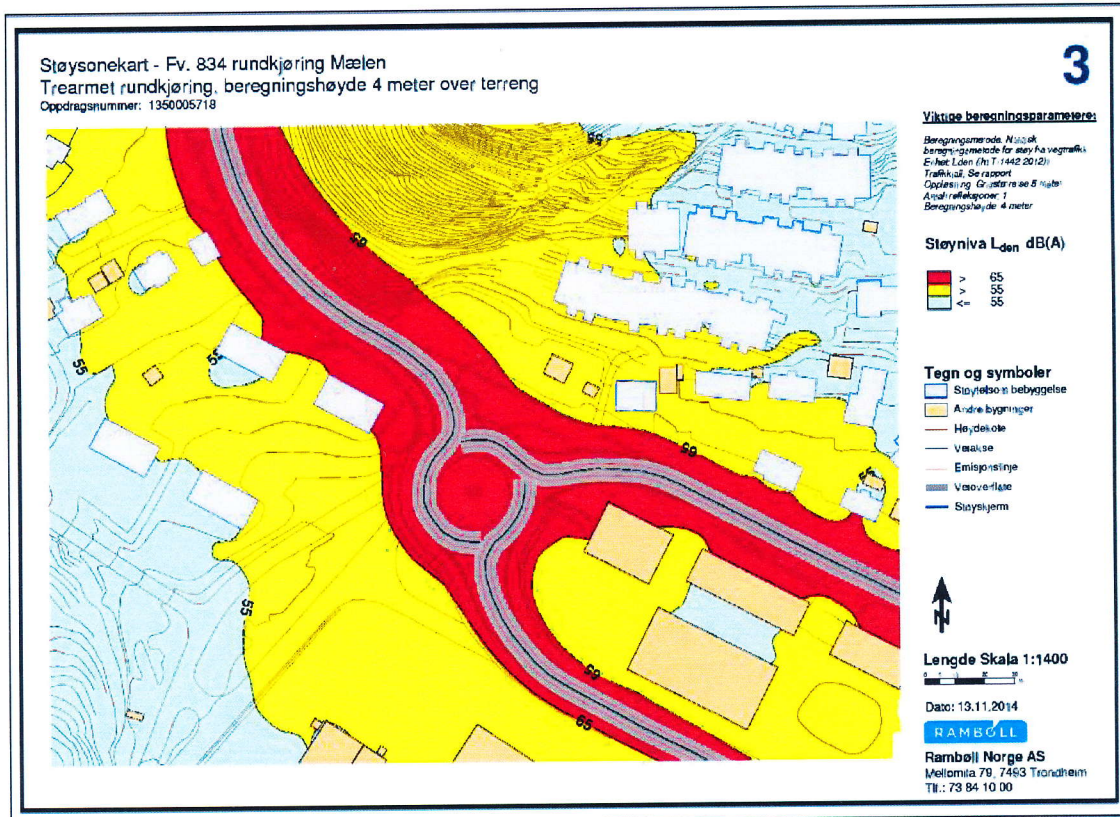 Støysonekart - Fv. 834 rundkjøring Mælen
Trearmet rundkjøring, beregningshøyde 4 meter over terreng
Oppdragsnummer: 1350005718
3
Viktige beregningsparametere:
Beregningsmetode: Nordisk
beregningsmetode for støy fra vegtrafikk
Enhet: Lden (iht T-1442 2012)
Trafikktall, Se rapport
Oppløsning Gridstørrelse 5 meter
Antall refleksjoner: 1
Beregningshøyde 4 meter
Støyniva Lden dB(A)
> 65
> 55
<= 55
Tegn og symboler
Støyfølsom bebyggelse
Andre bygninger
Høydekote
Veiakse
Emisjonslinje
Veioverflate
Støyskjerm
N
Lengde Skala 1:1400
Dato: 13.11.2014
RAMBØLL
Rambøll Norge AS
Mellomila 79, 7493 Trondheim
Tlf.: 73 84 10 00
55
65
55
55
65
55
55
65
65